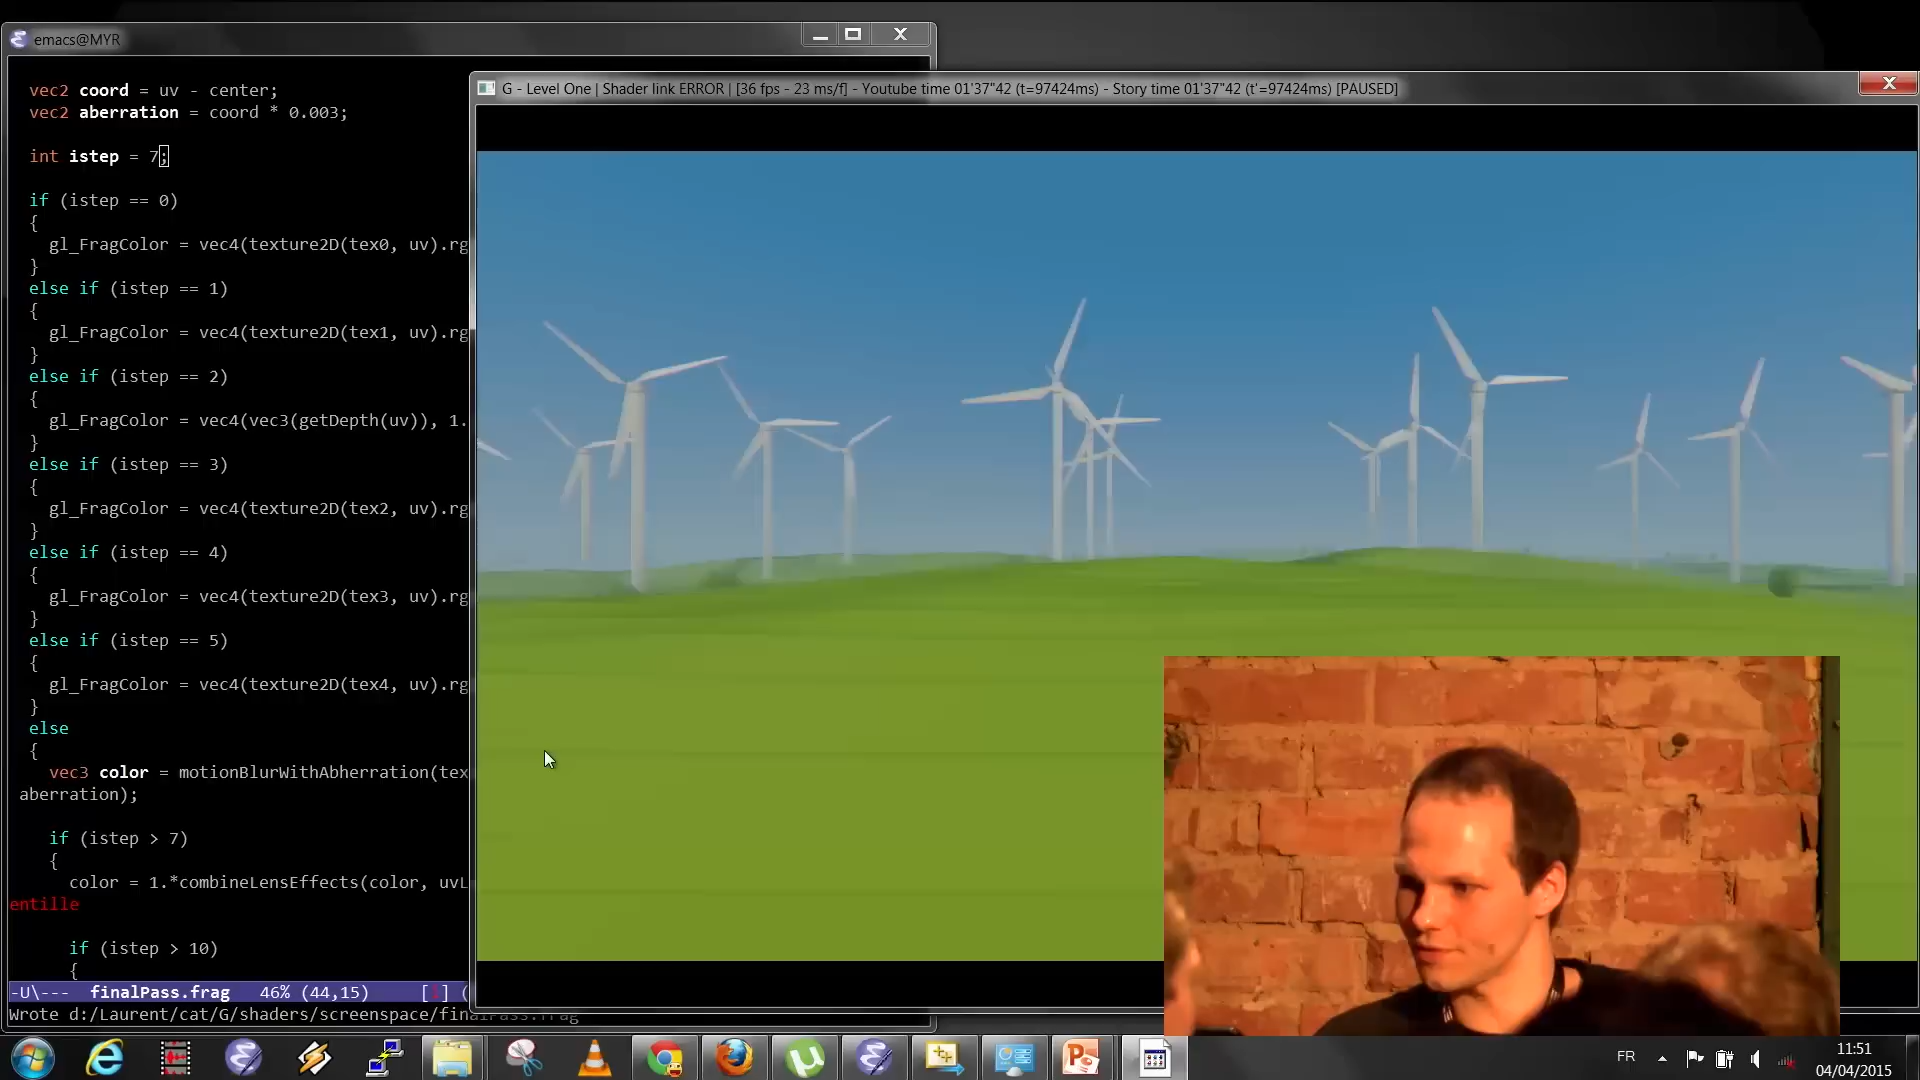 emacs@MYR
vec2 coord = uv - center;
vec2 aberration = coord * 0.003;
int istep = 7;
if (istep == 0)
{
gl_FragColor = vec4(texture2D(tex0, uv).rg
}
else if (istep == 1)
{
gl_FragColor = vec4(texture2D(tex1, uv).rg
}
else if (istep == 2)
{
gl_FragColor = vec4(vec3(getDepth(uv)), 1.
}
else if (istep == 3)
{
gl_FragColor = vec4(texture2D(tex2, uv).rg
}
else if (istep == 4)
{
gl_FragColor = vec4(texture2D(tex3, uv).rg
}
else if (istep == 5)
{
gl_FragColor = vec4(texture2D(tex4, uv).rg
}
else
{
vec3 color = motionBlurWithAbherration(tex
aberration);
if (istep > 7)
{
color = 1.*combineLensEffects(color, uvL
entille
if (istep > 10)
{
-U\--- finalPass.frag 46% (44,15) [ ] (
Wrote d:/Laurent/cat/G/shaders/screenspace/finalPass.frag
G - Level One | Shader link ERROR | [36 fps - 23 ms/f] - Youtube time 01'37"42 (t=97424ms) - Story time 01'37"42 (t'=97424ms) [PAUSED]
FR
11:51
04/04/2015